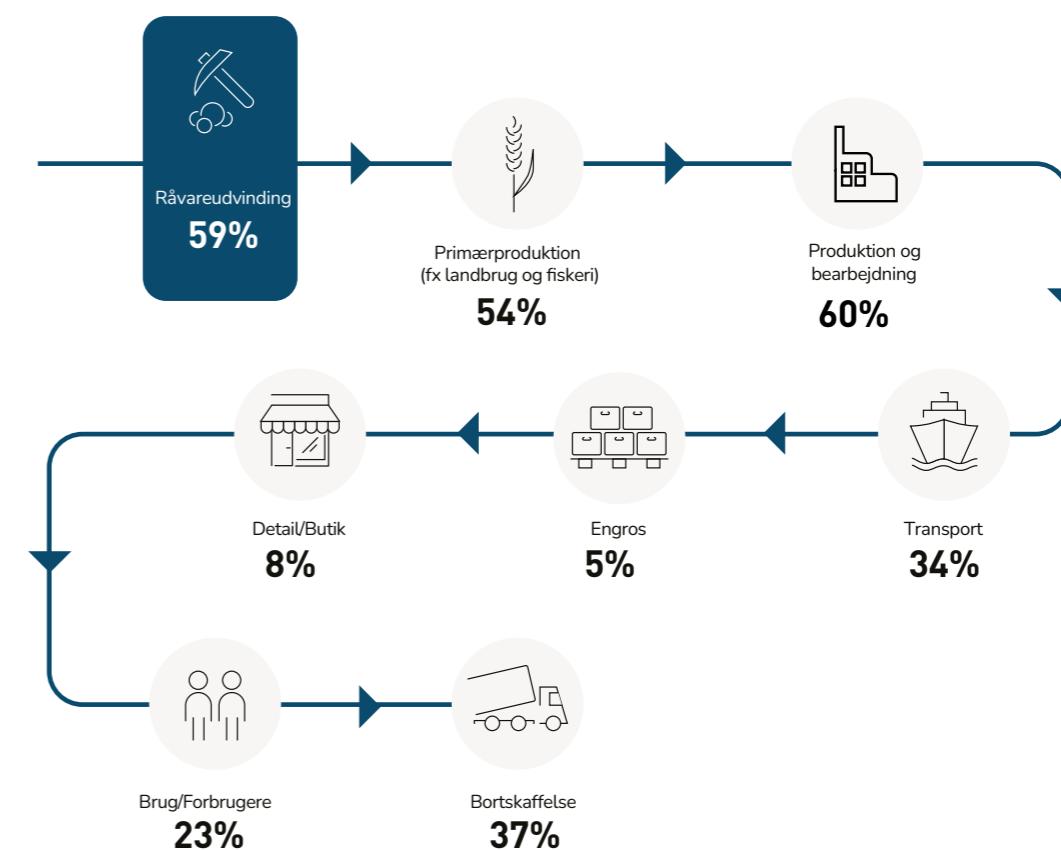 Råvareudvinding
59%
Primærproduktion
(fx landbrug og fiskeri)
54%
Produktion og
bearbejdning
60%
Transport
34%
Engros
5%
Detail/Butik
8%
Brug/Forbrugere
23%
Bortskaffelse
37%